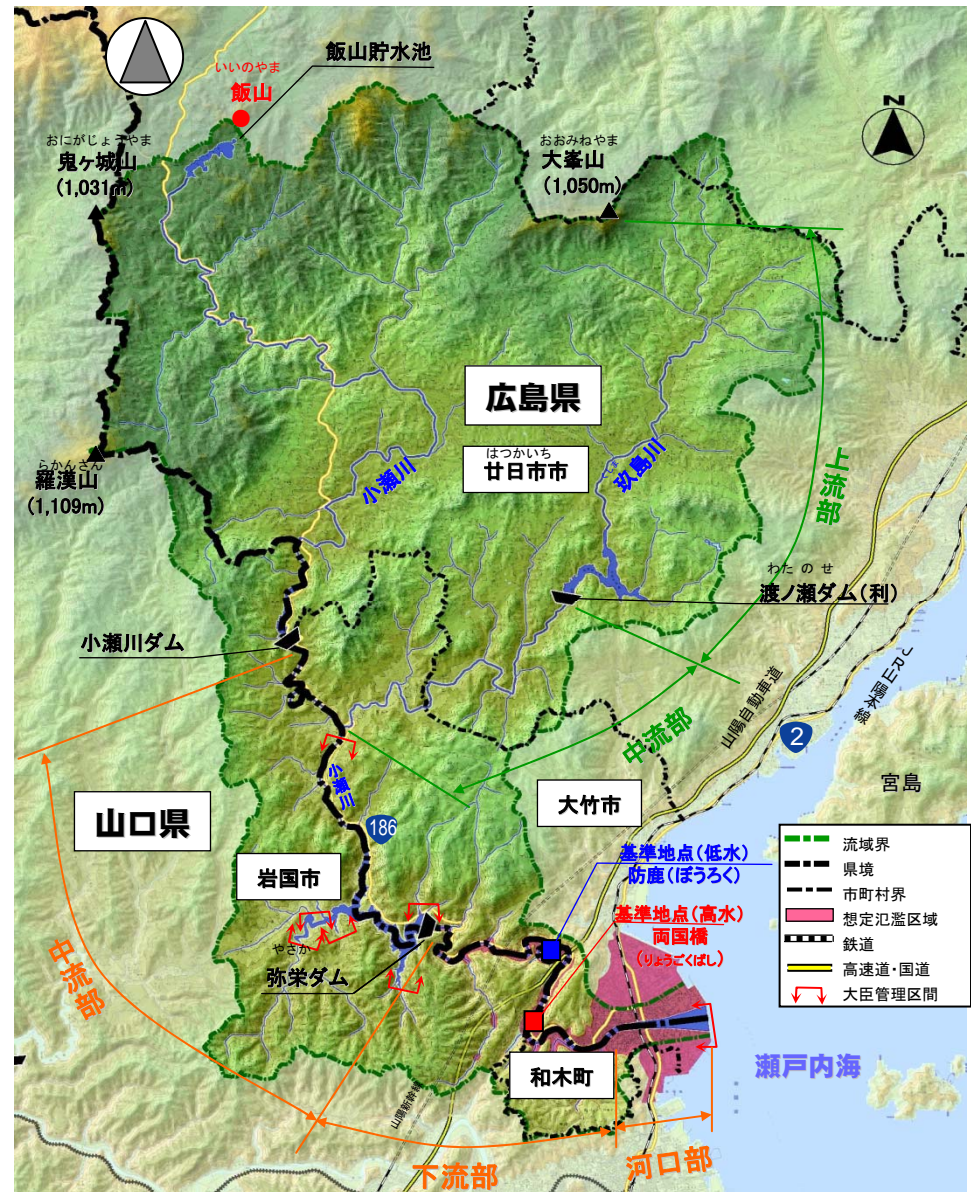 飯山貯水池
いいのやま
飯山
おにがじょうやま
鬼ヶ城山
(1,031m)
おおみねやま
大峯山
(1,050m)
N
広島県
はつかいち
廿日市市
小瀬川
玖島川
上流部
らかんざん
羅漢山
(1,109m)
わたのせ
渡ノ瀬ダム(利)
小瀬川ダム
中流部
山陽自動車道
JR山陽本線
2
宮島
小瀬川
大竹市
山口県
186
岩国市
基準地点(低水)
防鹿(ぼうろく)
基準地点(高水)
両国橋
(りょうごくばし)
流域界
県境
市町村界
想定氾濫区域
鉄道
高速道・国道
大臣管理区間
やさか
弥栄ダム
中流部
和木町
瀬戸内海
山陽新幹線
下流部
河口部